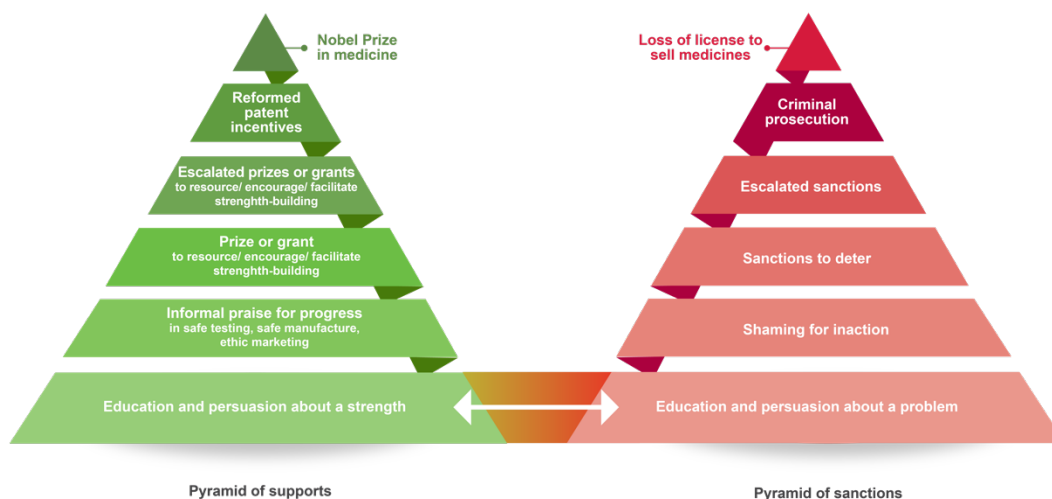 Nobel Prize
in medicine
Reformed
patent
incentives
Escalated prizes or grants
to resource/ encourage/ facilitate
strenghth-building
Prize or grant
to resource/ encourage/ facilitate
strenghth-building
Informal praise for progress
in safe testing, safe manufacture,
ethic marketing
Education and persuasion about a strength
Pyramid of supports
Loss of license to
sell medicines
Criminal
prosecution
Escalated sanctions
Sanctions to deter
Shaming for inaction
Education and persuasion about a problem
Pyramid of sanctions